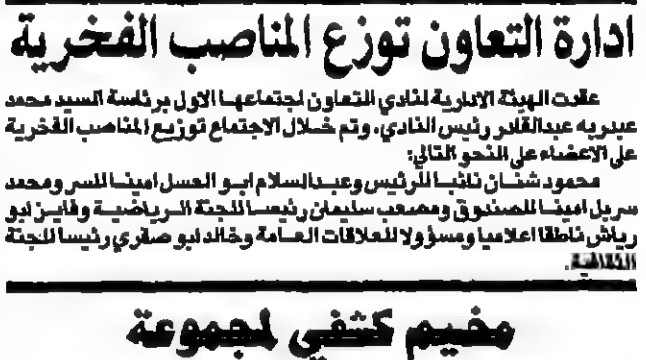 ادارة التعاون توزع المناصب الفخرية
عقدت الهيئة الادارية لنادي التعاون اجتماعها الاول برئاسة السيد محمد
عبدربه عبدالقادر رئيس النادي، وتم خلال الاجتماع توزيع المناصب الفخرية
على الاعضاء على النحو التالي:
محمود شنان نائبا للرئيس وعبدالسلام ابو العسل امينا للسر ومحمد
سربل امينا للصندوق ومصعب سليمان رئيسا للجنة الرياضية وفايز ابو
رياش ناطقا اعلاميا ومسؤولا للعلاقات العامة وخالد ابو صفري رئيسا للجنة
الثقافية.
مخيم كشفي لمجموعة